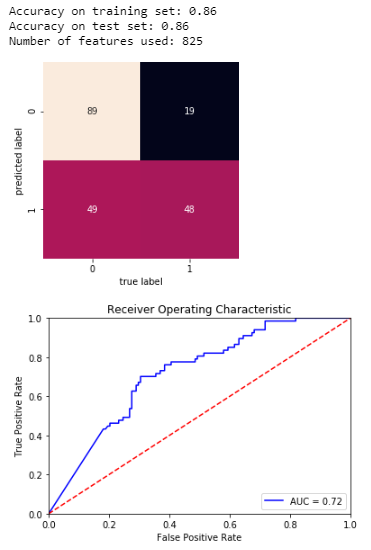 Accuracy on training set: 0.86
Accuracy on test set: 0.86
Number of features used: 825
predicted label
0
89
19
1
49
48
0
1
true label
Receiver Operating Characteristic
True Positive Rate
1.0
0.8
0.6
0.4
0.2
0.0
AUC = 0.72
0.0 0.2 0.4 0.6 0.8 1.0
False Positive Rate